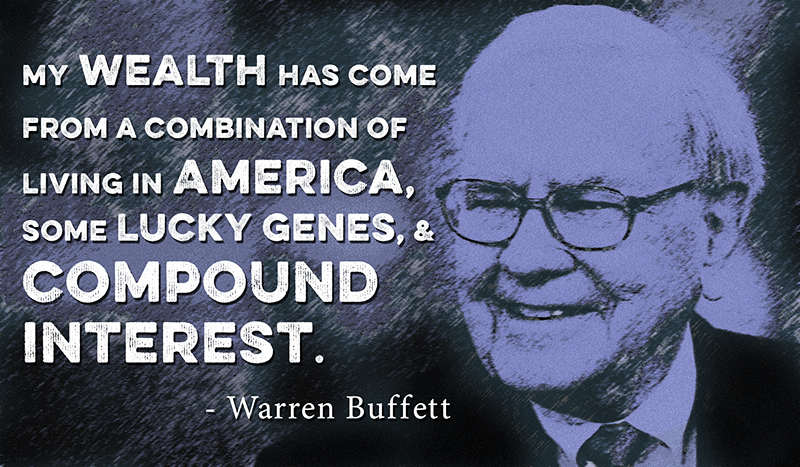 MY WEALTH HAS COME
FROM A COMBINATION OF
LIVING IN AMERICA,
SOME LUCKY GENES, &
COMPOUND
INTEREST.
- Warren Buffett